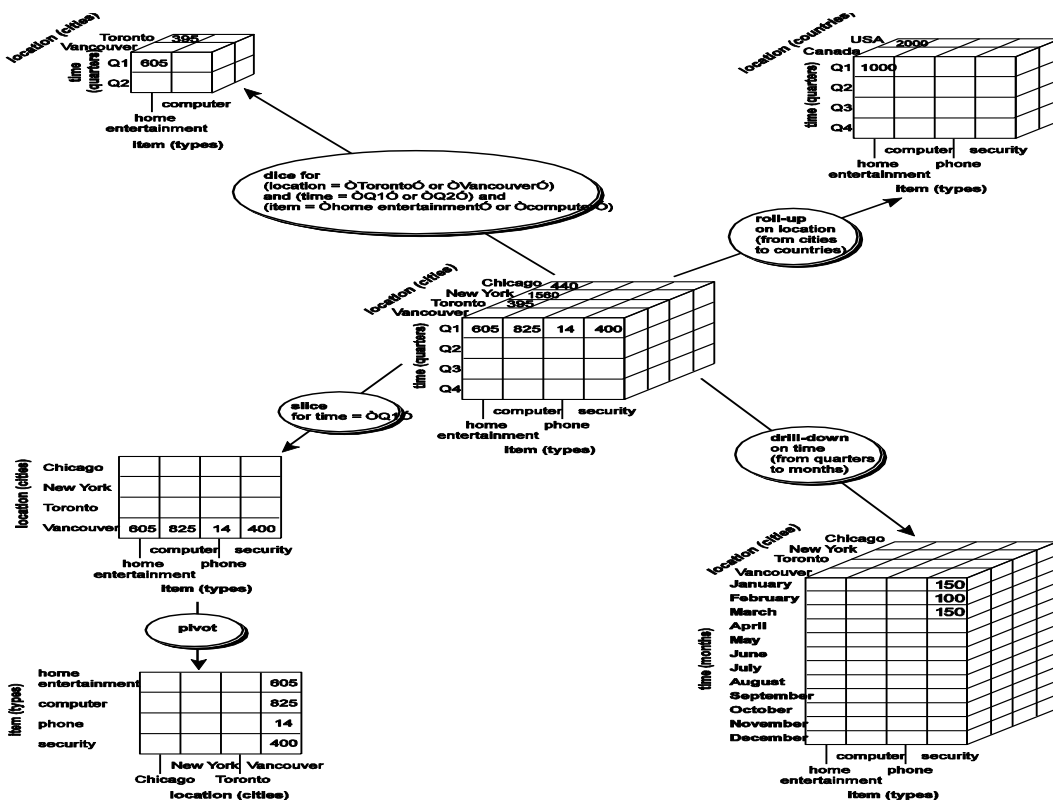 location (cities)
Toronto 395
Vancouver
time (quarters)
Q1 605
Q2
computer
home
entertainment
Item (types)
location (countries,
USA 2000
Canada
time (quarters)
Q1 1000
Q2
Q3
Q4
computer security
home phone
entertainment
Item (types)
dice for
(location = ÒTorontoÓ or ÒVancouverÓ)
and (time = ÒQ1Ó or ÒQ2Ó) and
(item = Òhome entertainmentÓ or ÒcomputerÓ)
roll-up
on location
(from cities
to countries)
location (cities)
Chicago 440
New York 1560
Toronto 395
Vancouver
time (quarters)
Q1 605 825 14 400
Q2
Q3
Q4
computer security
home phone
entertainment
Item (types)
slice
for time = ÒQ1Ó
drill-down
on time
(from quarters
to months)
location (cities)
Chicago
New York
Toronto
Vancouver 605 825 14 400
computer security
home phone
entertainment
Item (types)
pivot
Item (types)
home
entertainment 605
computer 825
phone 14
security 400
New York Vancouver
Chicago Toronto
location (cities)
location (cities)
Chicago
New York
Toronto
Vancouver
time (months)
January 150
February 100
March 150
April
May
June
July
August
September
October
November
December
computer security
home phone
entertainment
Item (types)